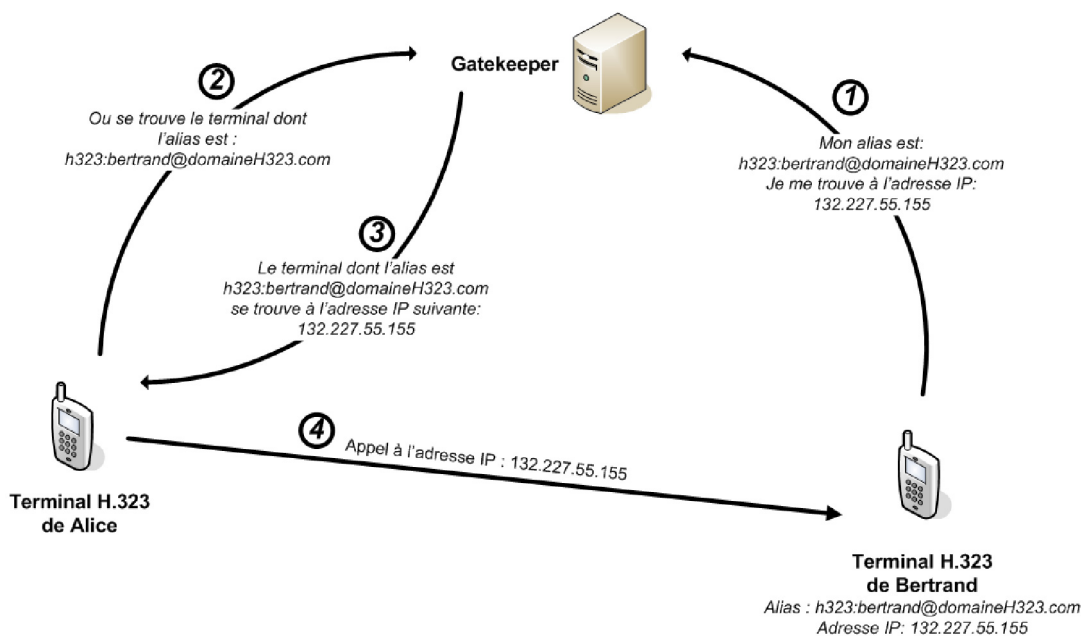 Gatekeeper
1
Mon alias est:
h323:bertrand@domaineH323.com
Je me trouve à l'adresse IP:
132.227.55.155
2
Ou se trouve le terminal dont
l'alias est :
h323:bertrand@domaineH323.com
3
Le terminal dont l'alias est
h323:bertrand@domaineH323.com
se trouve à l'adresse IP suivante:
132.227.55.155
4
Appel à l'adresse IP : 132.227.55.155
Terminal H.323
de Alice
Terminal H.323
de Bertrand
Alias : h323:bertrand@domaineH323.com
Adresse IP: 132.227.55.155